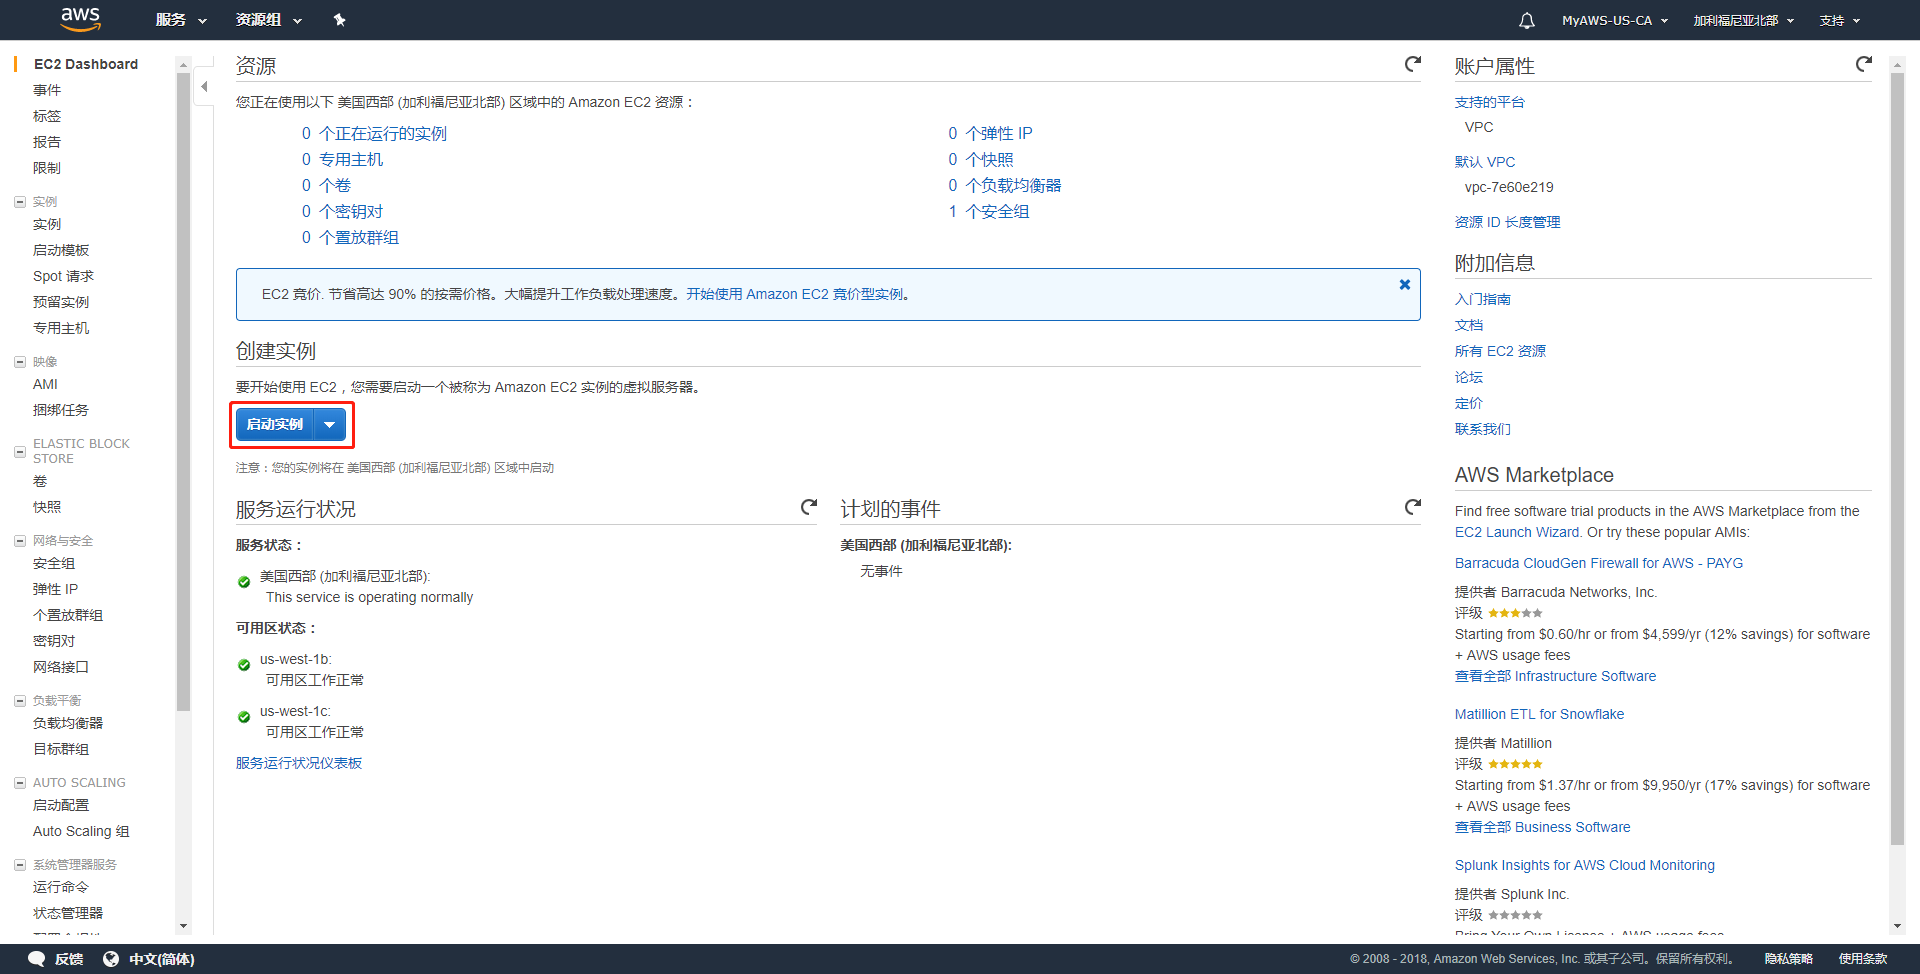 aws
服务
资源组
MyAWS-US-CA
加利福尼亚北部
支持
EC2 Dashboard
事件
标签
报告
限制
实例
实例
启动模板
Spot 请求
预留实例
专用主机
映像
AMI
捆绑任务
ELASTIC BLOCK
STORE
卷
快照
网络与安全
安全组
弹性 IP
个置放群组
密钥对
网络接口
负载平衡
负载均衡器
目标群组
AUTO SCALING
启动配置
Auto Scaling 组
系统管理器服务
运行命令
状态管理器
资源
您正在使用以下 美国西部 (加利福尼亚北部) 区域中的 Amazon EC2 资源：
0 个正在运行的实例
0 专用主机
0 个卷
0 个密钥对
0 个置放群组
0 个弹性 IP
0 个快照
0 个负载均衡器
1 个安全组
EC2 竞价. 节省高达 90% 的按需价格。大幅提升工作负载处理速度。开始使用 Amazon EC2 竞价型实例。
创建实例
要开始使用 EC2，您需要启动一个被称为 Amazon EC2 实例的虚拟服务器。
启动实例
注意：您的实例将在 美国西部 (加利福尼亚北部) 区域中启动
服务运行状况
服务状态：
美国西部 (加利福尼亚北部):
This service is operating normally
可用区状态：
us-west-1b:
可用区工作正常
us-west-1c:
可用区工作正常
服务运行状况仪表板
计划的事件
美国西部 (加利福尼亚北部):
无事件
账户属性
支持的平台
VPC
默认 VPC
vpc-7e60e219
资源 ID 长度管理
附加信息
入门指南
文档
所有 EC2 资源
论坛
定价
联系我们
AWS Marketplace
Find free software trial products in the AWS Marketplace from the
EC2 Launch Wizard. Or try these popular AMIs:
Barracuda CloudGen Firewall for AWS - PAYG
提供者 Barracuda Networks, Inc.
评级
Starting from $0.60/hr or from $4,599/yr (12% savings) for software
+ AWS usage fees
查看全部 Infrastructure Software
Matillion ETL for Snowflake
提供者 Matillion
评级
Starting from $1.37/hr or from $9,950/yr (17% savings) for software
+ AWS usage fees
查看全部 Business Software
Splunk Insights for AWS Cloud Monitoring
提供者 Splunk Inc.
评级
Bring Your Own License + AWS usage fees
反馈
中文(简体)
© 2008 - 2018, Amazon Web Services, Inc. 或其子公司。保留所有权利。
隐私策略
使用条款